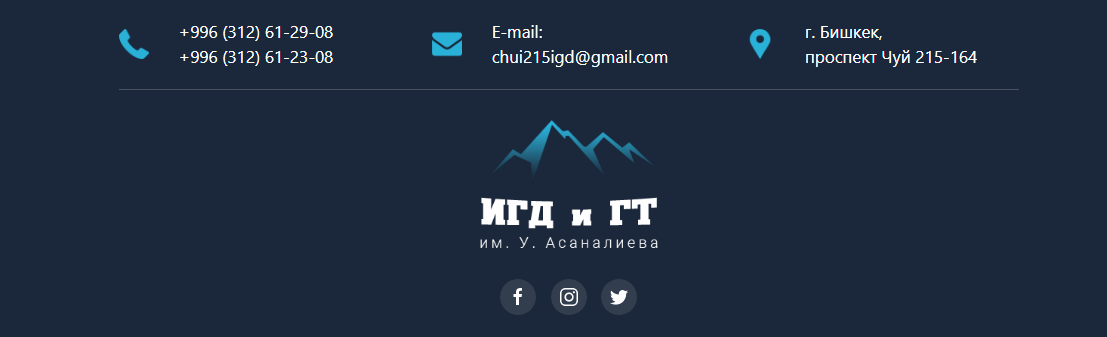 +996 (312) 61-29-08
+996 (312) 61-23-08
E-mail:
chui215igd@gmail.com
г. Бишкек,
проспект Чуй 215-164
ИГД и ГТ
им. У. Асаналиева